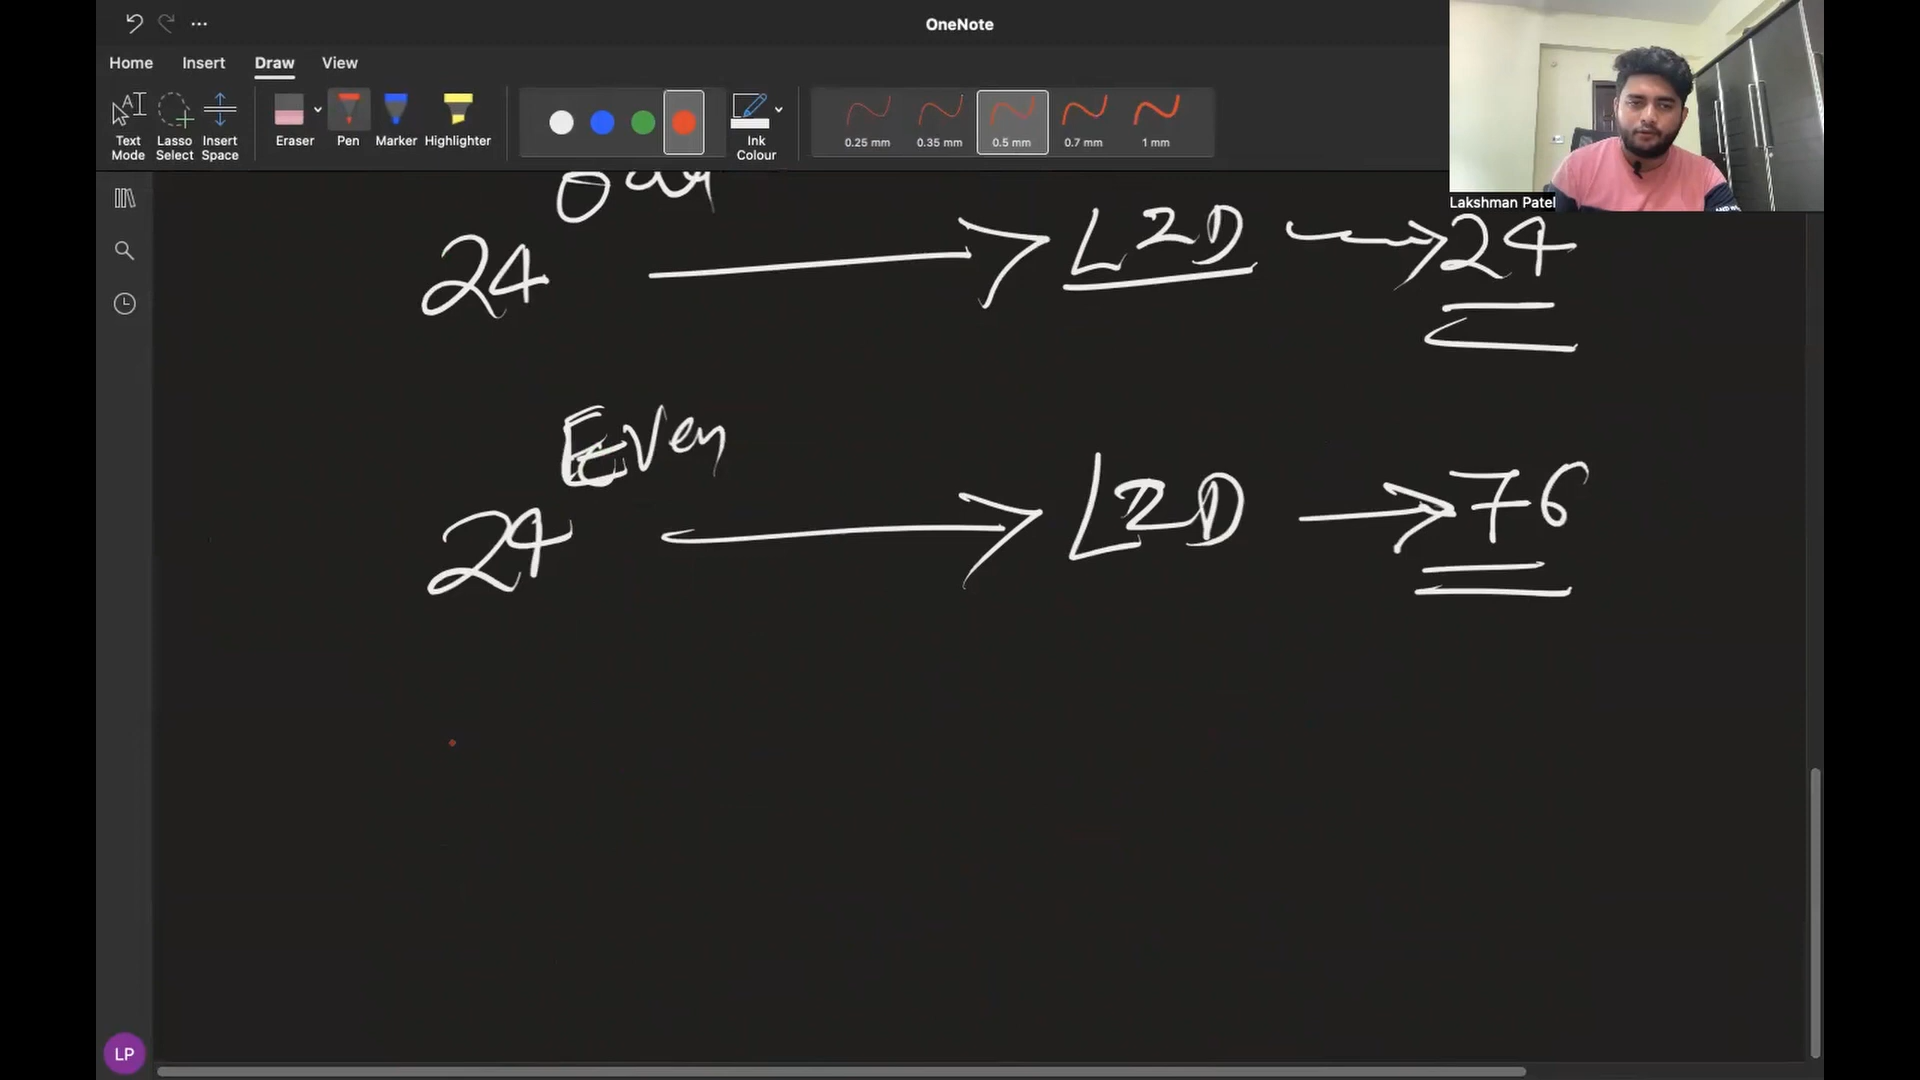 OneNote
Home Insert Draw View
Text Mode
Lasso Select
Insert Space
Eraser
Pen
Marker
Highlighter
Ink Colour
0.25 mm
0.35 mm
0.5 mm
0.7 mm
1 mm
Lakshman Patel
24 → L2D → 24
Even
24 → L2D → 76
LP